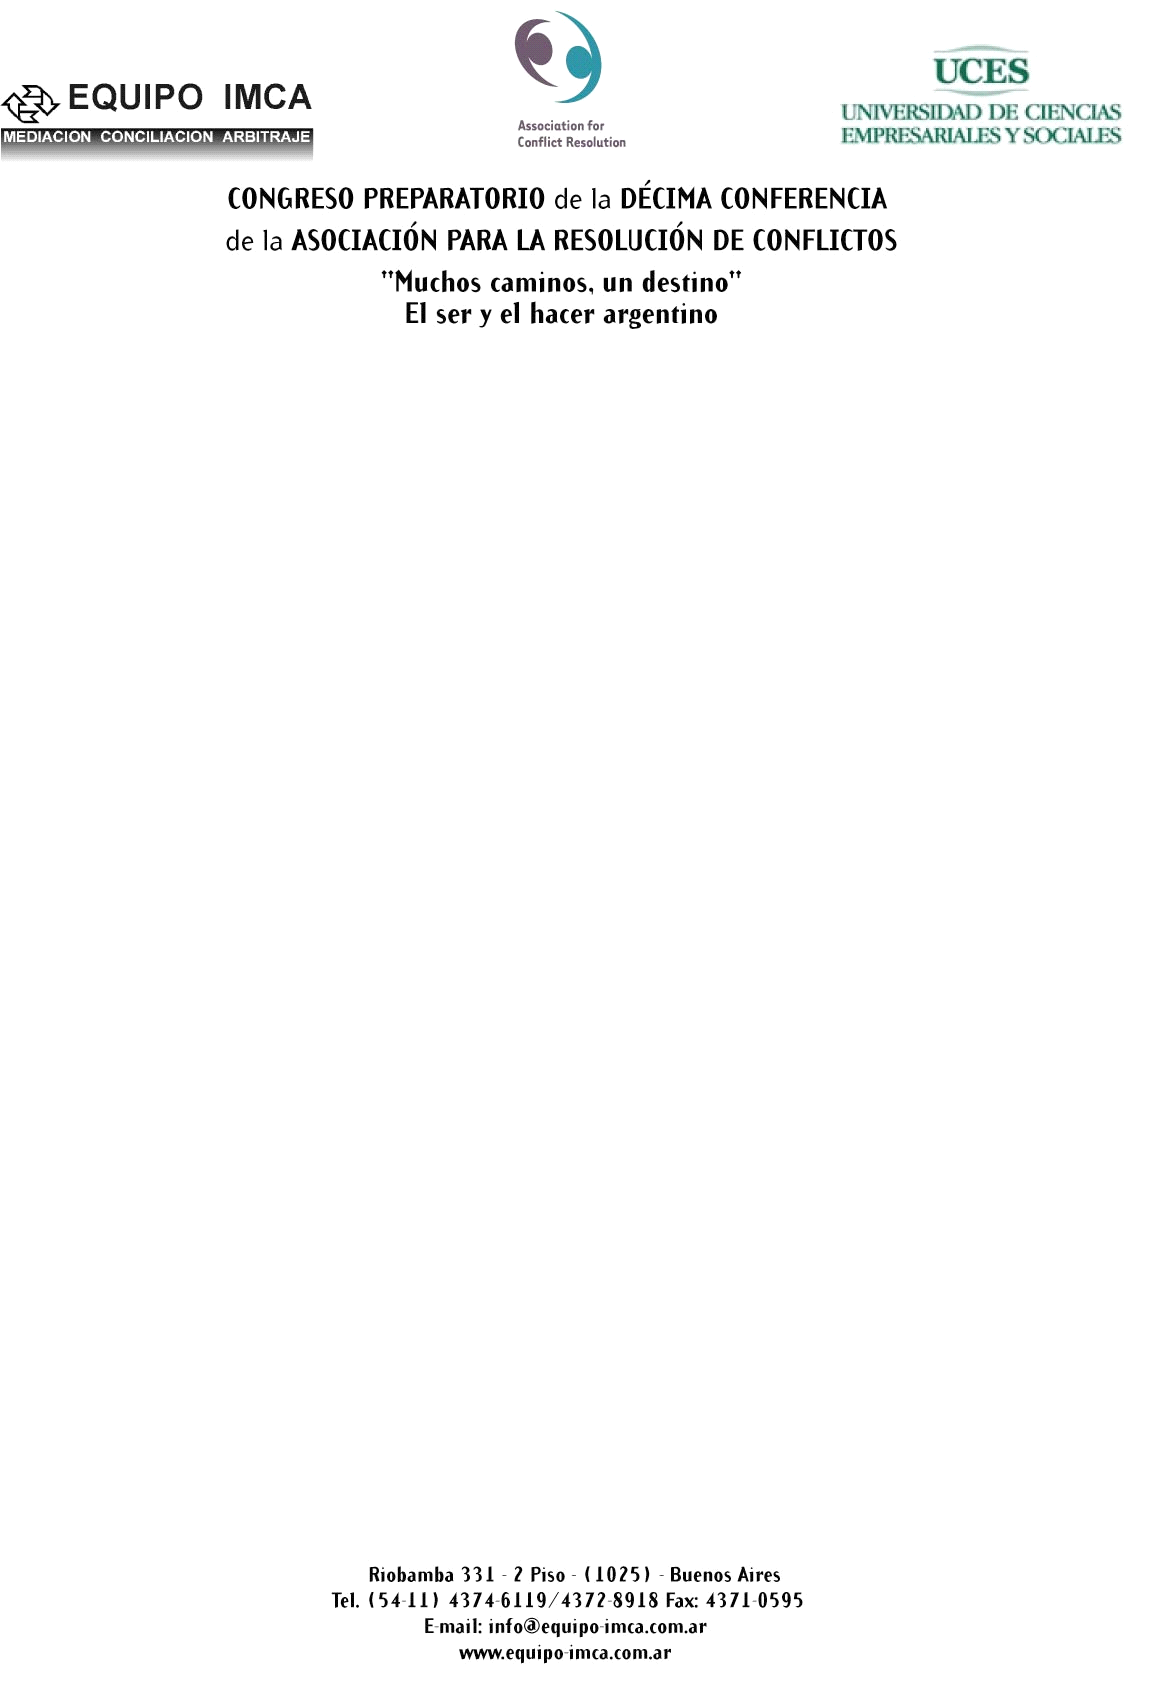 EQUIPO IMCA
MEDIACION CONCILIACION ARBITRAJE
Association for
Conflict Resolution
UCES
UNIVERSIDAD DE CIENCIAS
EMPRESARIALES Y SOCIALES
CONGRESO PREPARATORIO de la DÉCIMA CONFERENCIA
de la ASOCIACIÓN PARA LA RESOLUCIÓN DE CONFLICTOS
"Muchos caminos, un destino"
El ser y el hacer argentino
Riobamba 331 - 2 Piso - (1025) - Buenos Aires
Tel. (54-11) 4374-6119/4372-8918 Fax: 4371-0595
E-mail: info@equipo-imca.com.ar
www.equipo-imca.com.ar